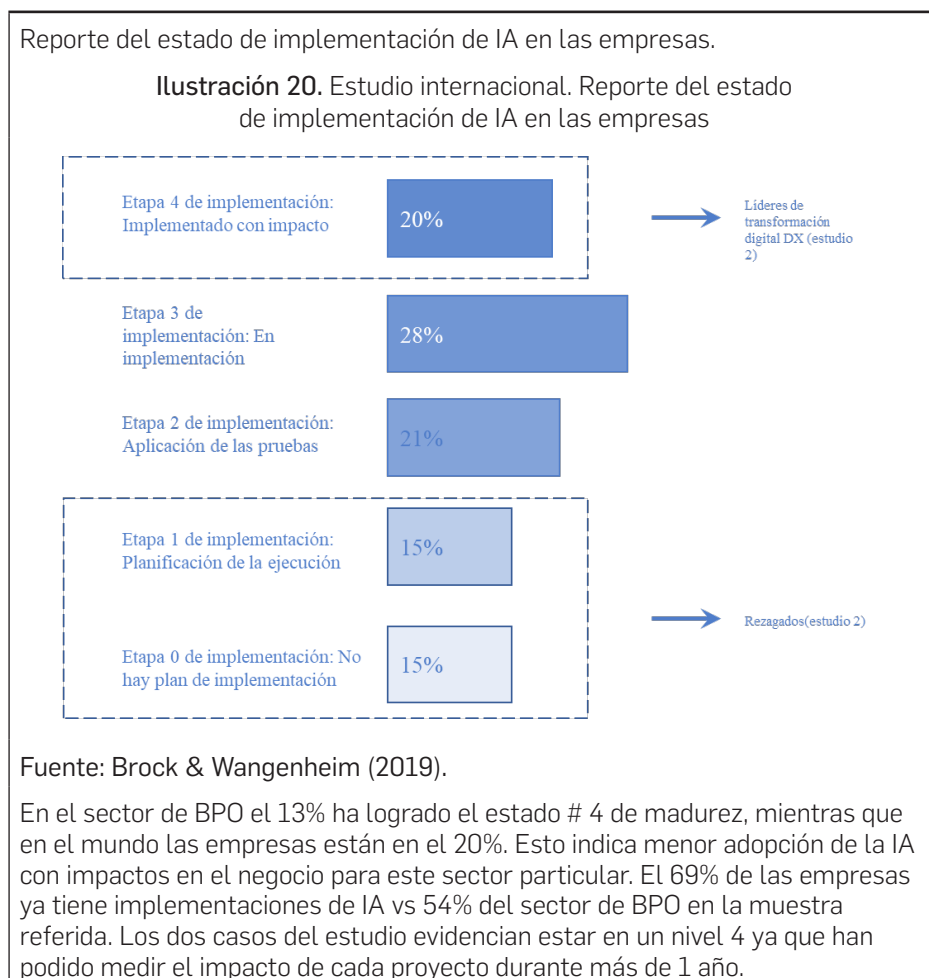 Reporte del estado de implementación de IA en las empresas.
Ilustración 20. Estudio internacional. Reporte del estado
de implementación de IA en las empresas
Etapa 4 de implementación:
Implementado con impacto
20%
Líderes de
transformación
digital DX (estudio
2)
Etapa 3 de
implementación: En
implementación
28%
Etapa 2 de implementación:
Aplicación de las pruebas
21%
Etapa 1 de implementación:
Planificación de la ejecución
15%
Rezagados(estudio 2)
Etapa 0 de implementación: No
hay plan de implementación
15%
Fuente: Brock & Wangenheim (2019).
En el sector de BPO el 13% ha logrado el estado # 4 de madurez, mientras que
en el mundo las empresas están en el 20%. Esto indica menor adopción de la IA
con impactos en el negocio para este sector particular. El 69% de las empresas
ya tiene implementaciones de IA vs 54% del sector de BPO en la muestra
referida. Los dos casos del estudio evidencian estar en un nivel 4 ya que han
podido medir el impacto de cada proyecto durante más de 1 año.